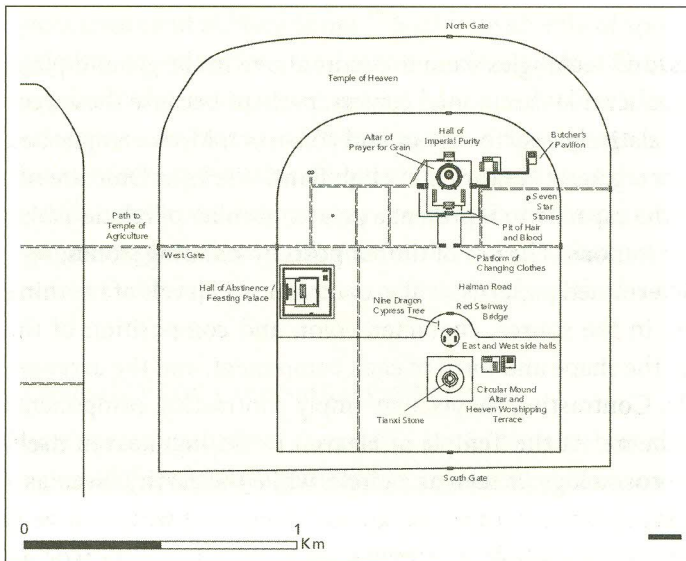 North Gate
Temple of Heaven
Hall of
Imperial Purity
Altar of
Prayer for Grain
Butcher's
Pavilion
Seven
Star
Stones
Pit of Hair
and Blood
Path to
Temple of
Agriculture
West Gate
Platform of
Changing Clothes
Hall of Abstinence /
Feasting Palace
Haiman Road
Nine Dragon
Cypress Tree
Red Stairway
Bridge
East and West side halls
Circular Mound
Altar and
Heaven Worshipping
Terrace
Tianxi Stone
South Gate
0
1
Km